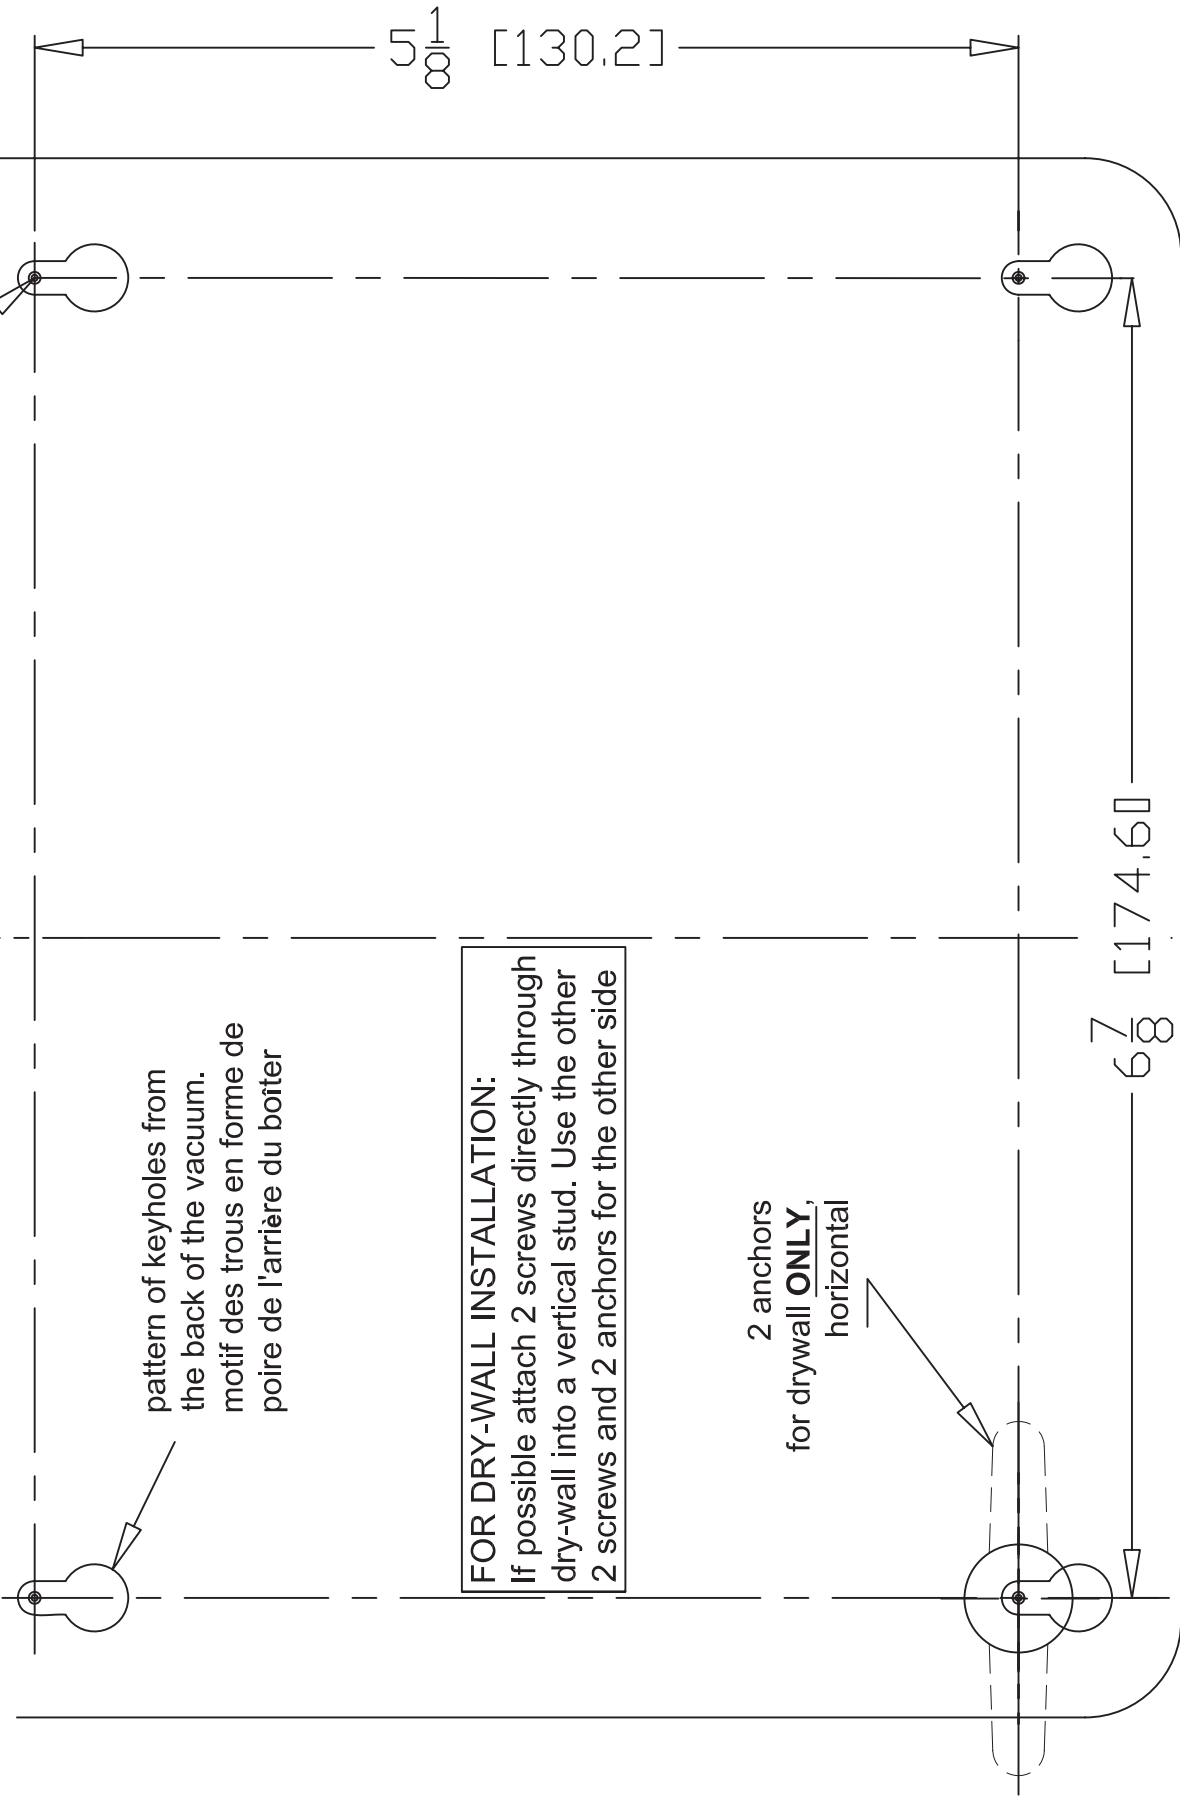 5 1/8 [130.2]
pattern of keyholes from
the back of the vacuum.
motif des trous en forme de
poire de l'arrière du boîter
FOR DRY-WALL INSTALLATION:
If possible attach 2 screws directly through
dry-wall into a vertical stud. Use the other
2 screws and 2 anchors for the other side
2 anchors
for drywall ONLY,
horizontal
6 7/8 [174.6]